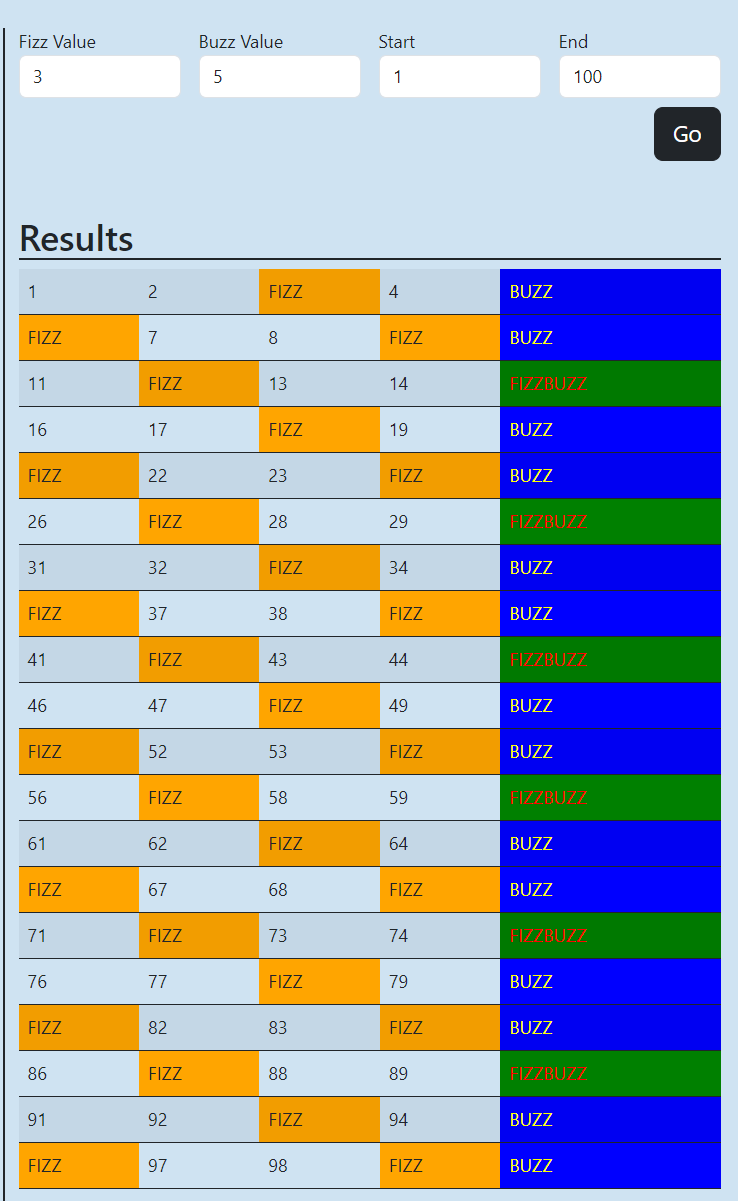 Fizz Value Buzz Value Start End
3 5 1 100
Go
Results
1 2 FIZZ 4 BUZZ
FIZZ 7 8 FIZZ BUZZ
11 FIZZ 13 14 FIZZBUZZ
16 17 FIZZ 19 BUZZ
FIZZ 22 23 FIZZ BUZZ
26 FIZZ 28 29 FIZZBUZZ
31 32 FIZZ 34 BUZZ
FIZZ 37 38 FIZZ BUZZ
41 FIZZ 43 44 FIZZBUZZ
46 47 FIZZ 49 BUZZ
FIZZ 52 53 FIZZ BUZZ
56 FIZZ 58 59 FIZZBUZZ
61 62 FIZZ 64 BUZZ
FIZZ 67 68 FIZZ BUZZ
71 FIZZ 73 74 FIZZBUZZ
76 77 FIZZ 79 BUZZ
FIZZ 82 83 FIZZ BUZZ
86 FIZZ 88 89 FIZZBUZZ
91 92 FIZZ 94 BUZZ
FIZZ 97 98 FIZZ BUZZ